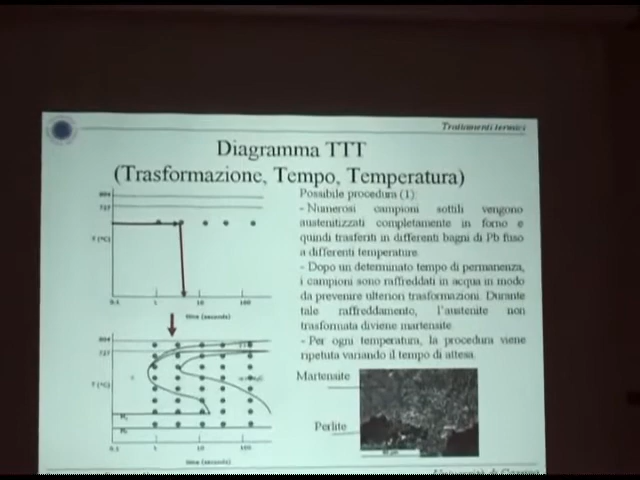 Trattamenti termici
Diagramma TTT
(Trasformazione, Tempo, Temperatura)
Possibile procedura (1)
- Numerosi campioni sottili vengono
austenitizzati completamente in forno e
quindi trasferiti in differenti bagni di Pb fuso
a differenti temperature.
- Dopo un determinato tempo di permanenza,
i campioni sono raffreddati in acqua in modo
da prevenire ulteriori trasformazioni. Durante
tale raffreddamento, l'austenite non
trasformata diviene martensite
- Per ogni temperatura, la procedura viene
ripetuta variando il tempo di attesa.
727
T (°C)
0.1 1 10 100
time (seconds)
727
T (°C)
0.1 1 10 100
time (seconds)
Martensite
Perlite